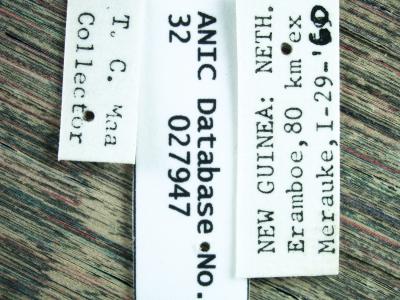 T. C. Maa
Collector
ANIC Database No.
32 027947
NEW GUINEA: NETH.
Eramboe, 80 km ex
Merauke, I-29-'60